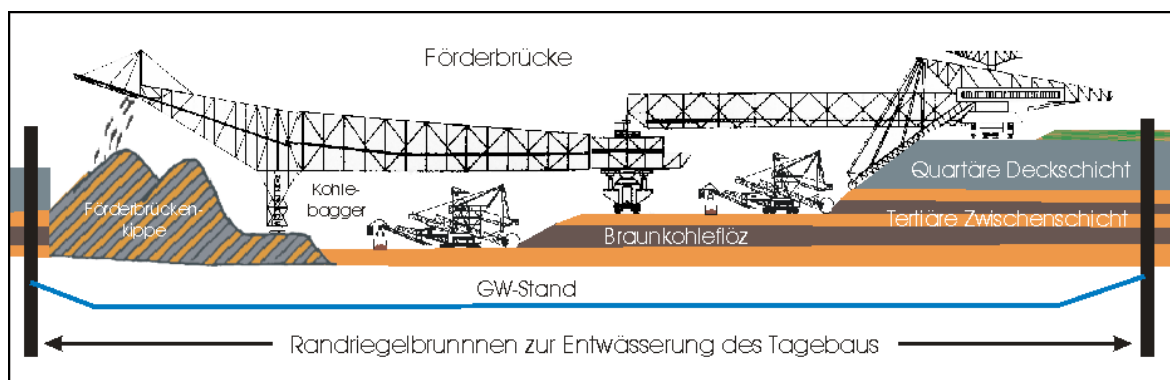 Förderbrücke
Quartäre Deckschicht
Kohle-
bagger
Förderbrücken-
kippe
Tertiäre Zwischenschicht
Braunkohleflöz
GW-Stand
Randriegelbrunnnen zur Entwässerung des Tagebaus